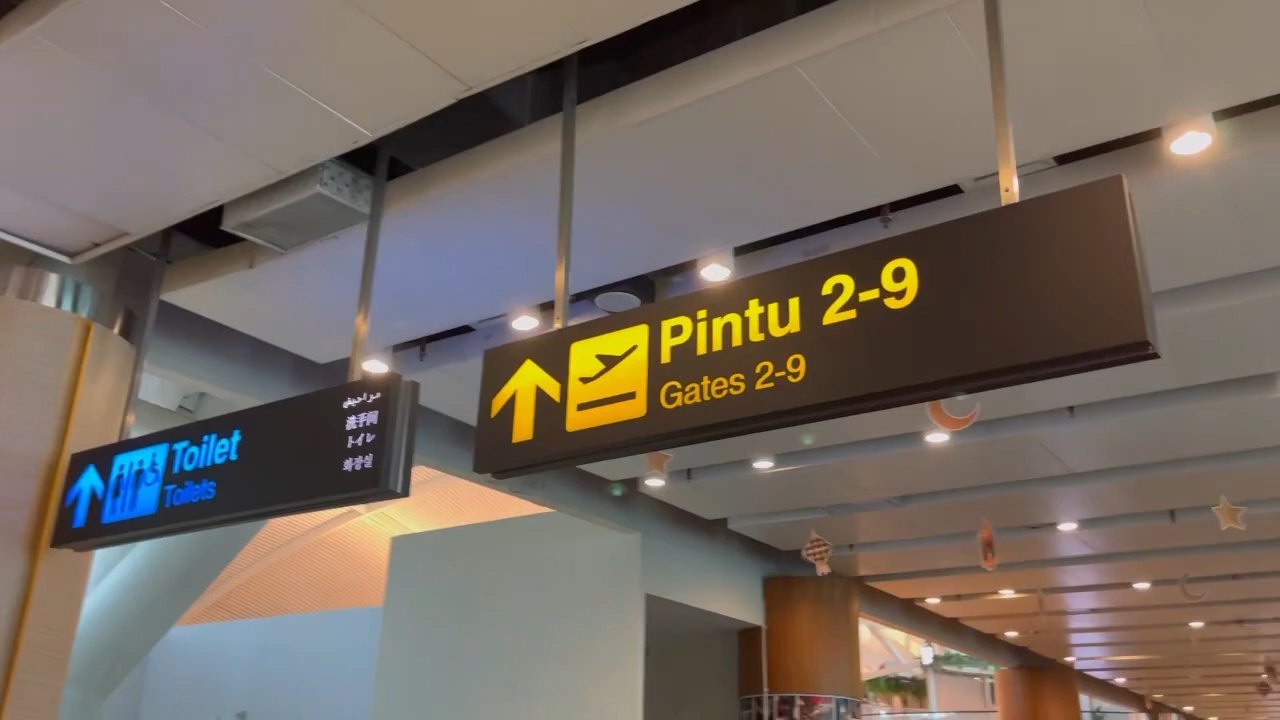 Toilet
Toilets
مراحيض
洗手间
トイレ
화장실
Pintu 2-9
Gates 2-9